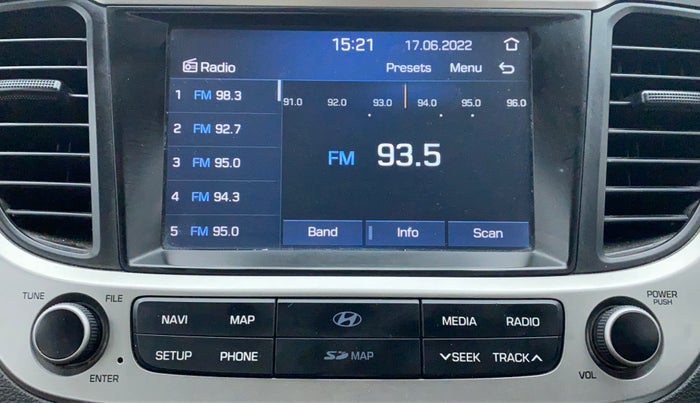 15:21 17.06.2022
Radio Presets Menu
1 FM 98.3
2 FM 92.7
3 FM 95.0
4 FM 94.3
5 FM 95.0
91.0 92.0 93.0 94.0 95.0 96.0
FM 93.5
Band Info Scan
TUNE FILE
ENTER
NAVI MAP
SETUP PHONE
SD MAP
MEDIA RADIO
SEEK TRACK
POWER
PUSH
VOL